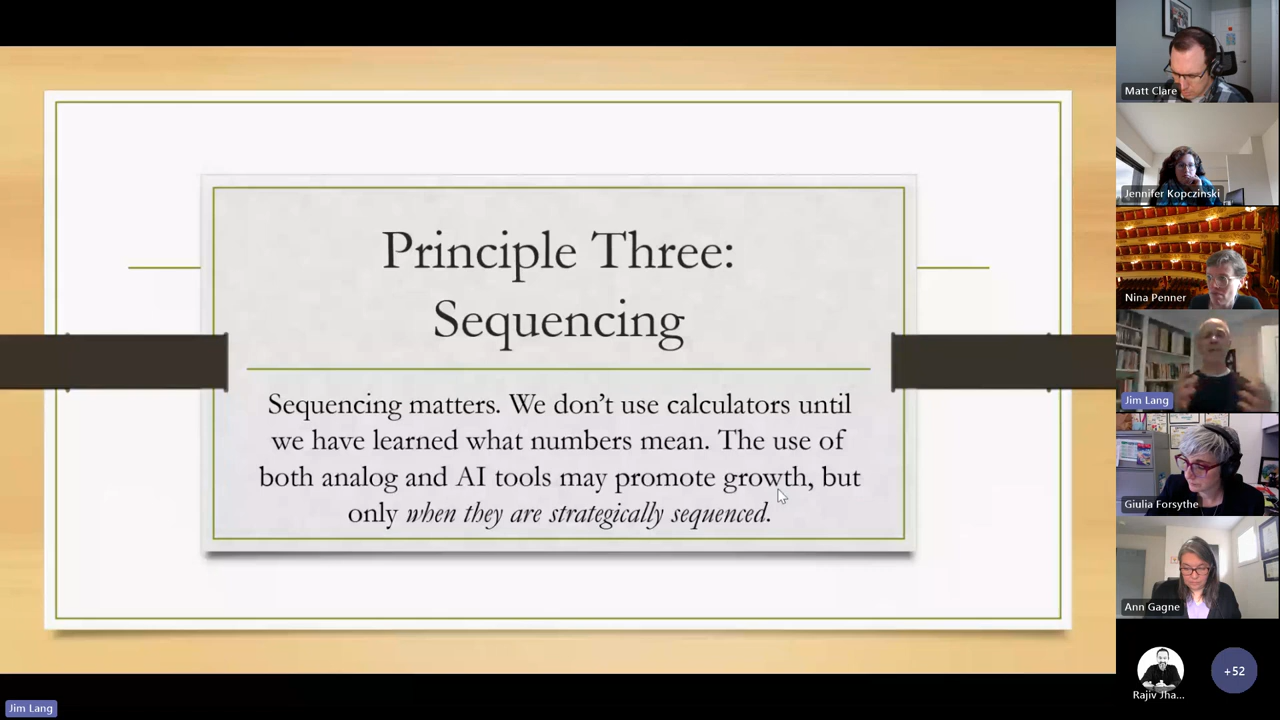 Principle Three:
Sequencing
Sequencing matters. We don't use calculators until
we have learned what numbers mean. The use of
both analog and AI tools may promote growth, but
only when they are strategically sequenced.
Matt Clare
Jennifer Kopczinski
Nina Penner
Jim Lang
Giulia Forsythe
Ann Gagne
Rajiv Jha...
+52
Jim Lang